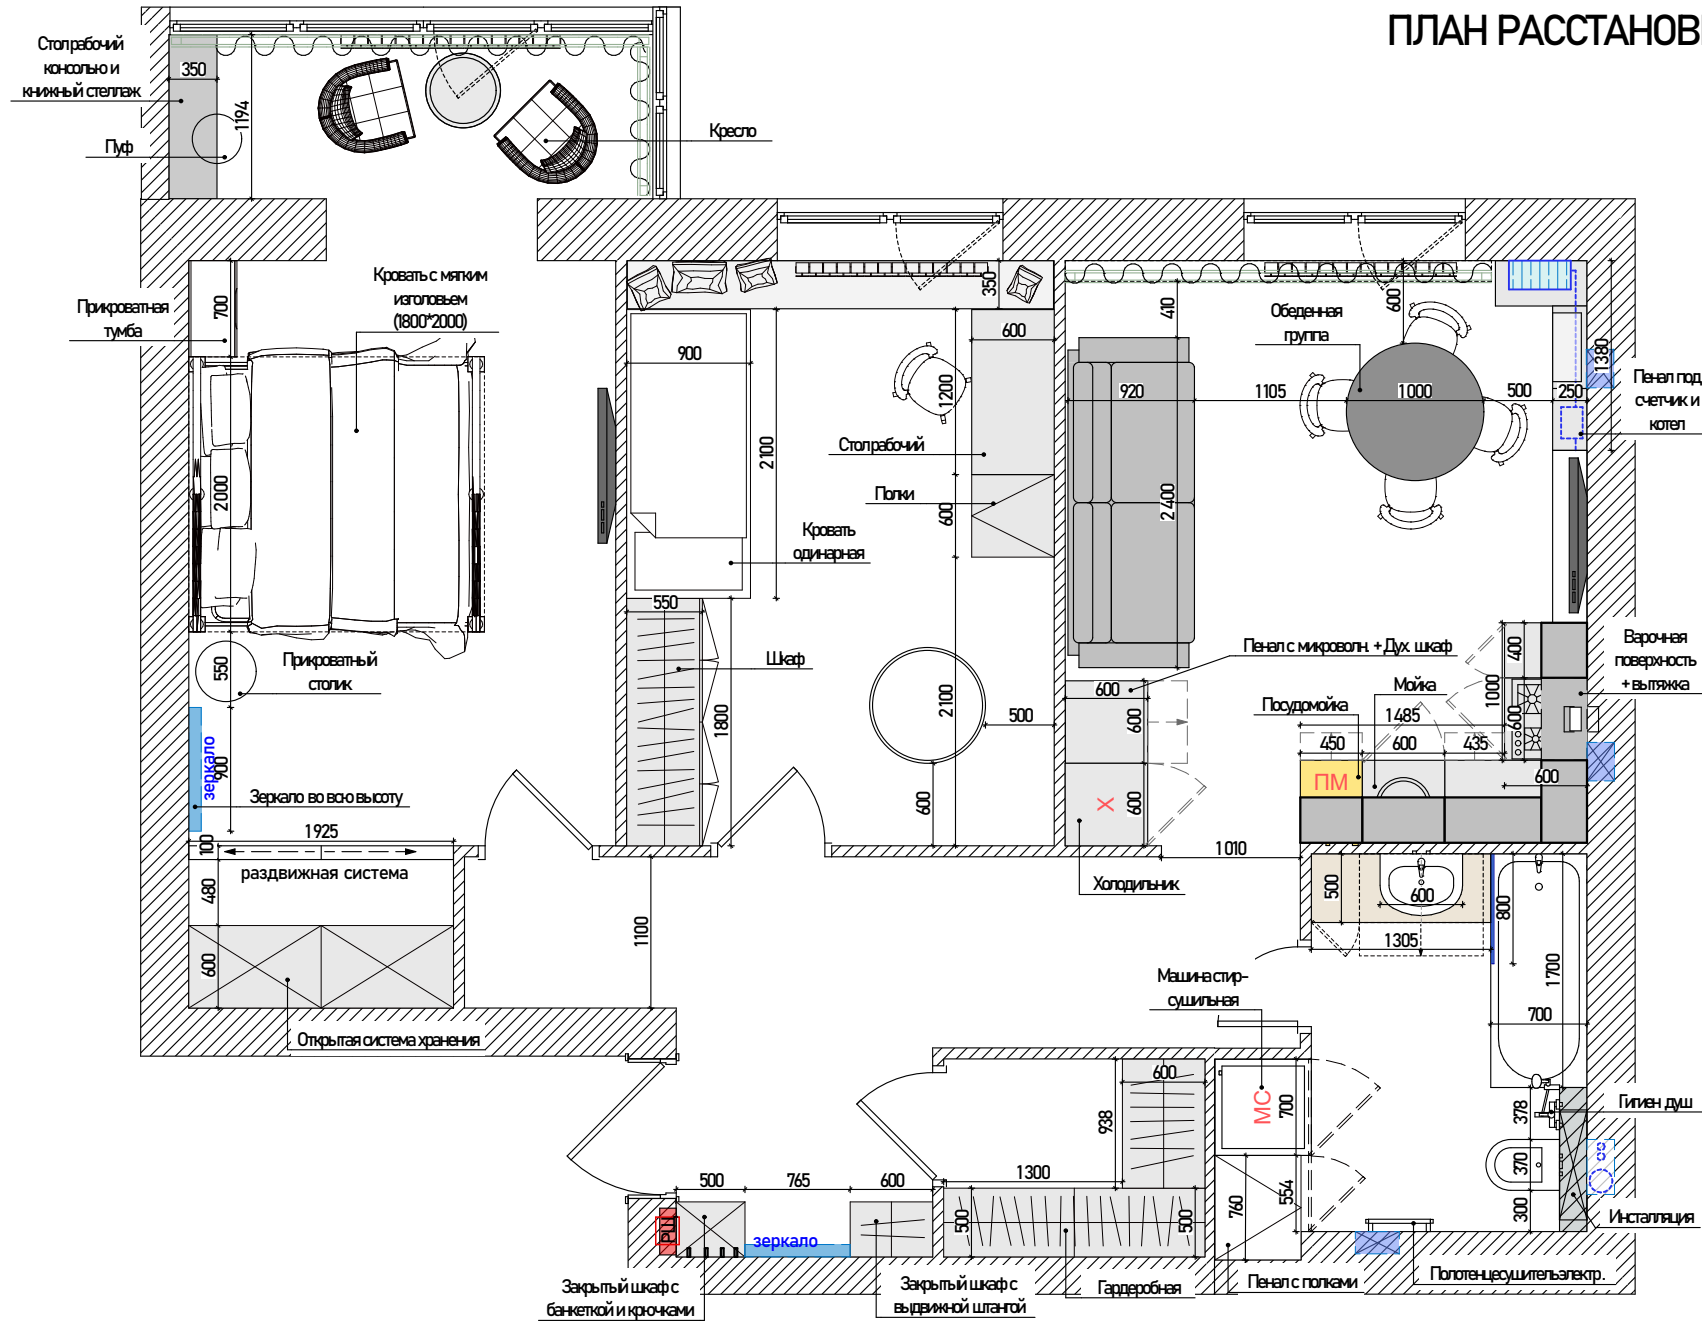 ПЛАН РАССТАНОВ
Стол рабочий
консолью и
книжный стеллаж
350
1194
Пуф
Кресло
Прикроватная
тумба
700
Кровать с мягким
изголовьем
(1800*2000)
2000
550
Прикроватный
столик
зеркало
900
Зеркало во всю высоту
100
1925
раздвижная система
480
600
Открытая система хранения
1100
350
900
600
1200
2100
Стол рабочий
Полки
600
Кровать
одинарная
550
Шкаф
1800
2100
500
600
410
600
Обеденная
группа
920
1105
1000
500
250
1380
Пенал под
счетчик и
котел
2400
Пенал с микроволн. + Дух. шкаф
600
600
600
Х
Холодильник
Варочная
поверхность
+ вытяжка
400
1000
600
Мойка
Посудомойка
1485
450
600
435
600
ПМ
1010
500
600
800
1305
1700
700
Машина стир-
сушильная
МС
700
760
554
378
370
300
Гигиен. душ
Инсталляция
Полотенцесушитель электр.
Пенал с полками
600
938
1300
500
500
Гардеробная
500
765
600
РЩ
зеркало
Закрытый шкаф с
банкеткой и крючками
Закрытый шкаф с
выдвижной штангой